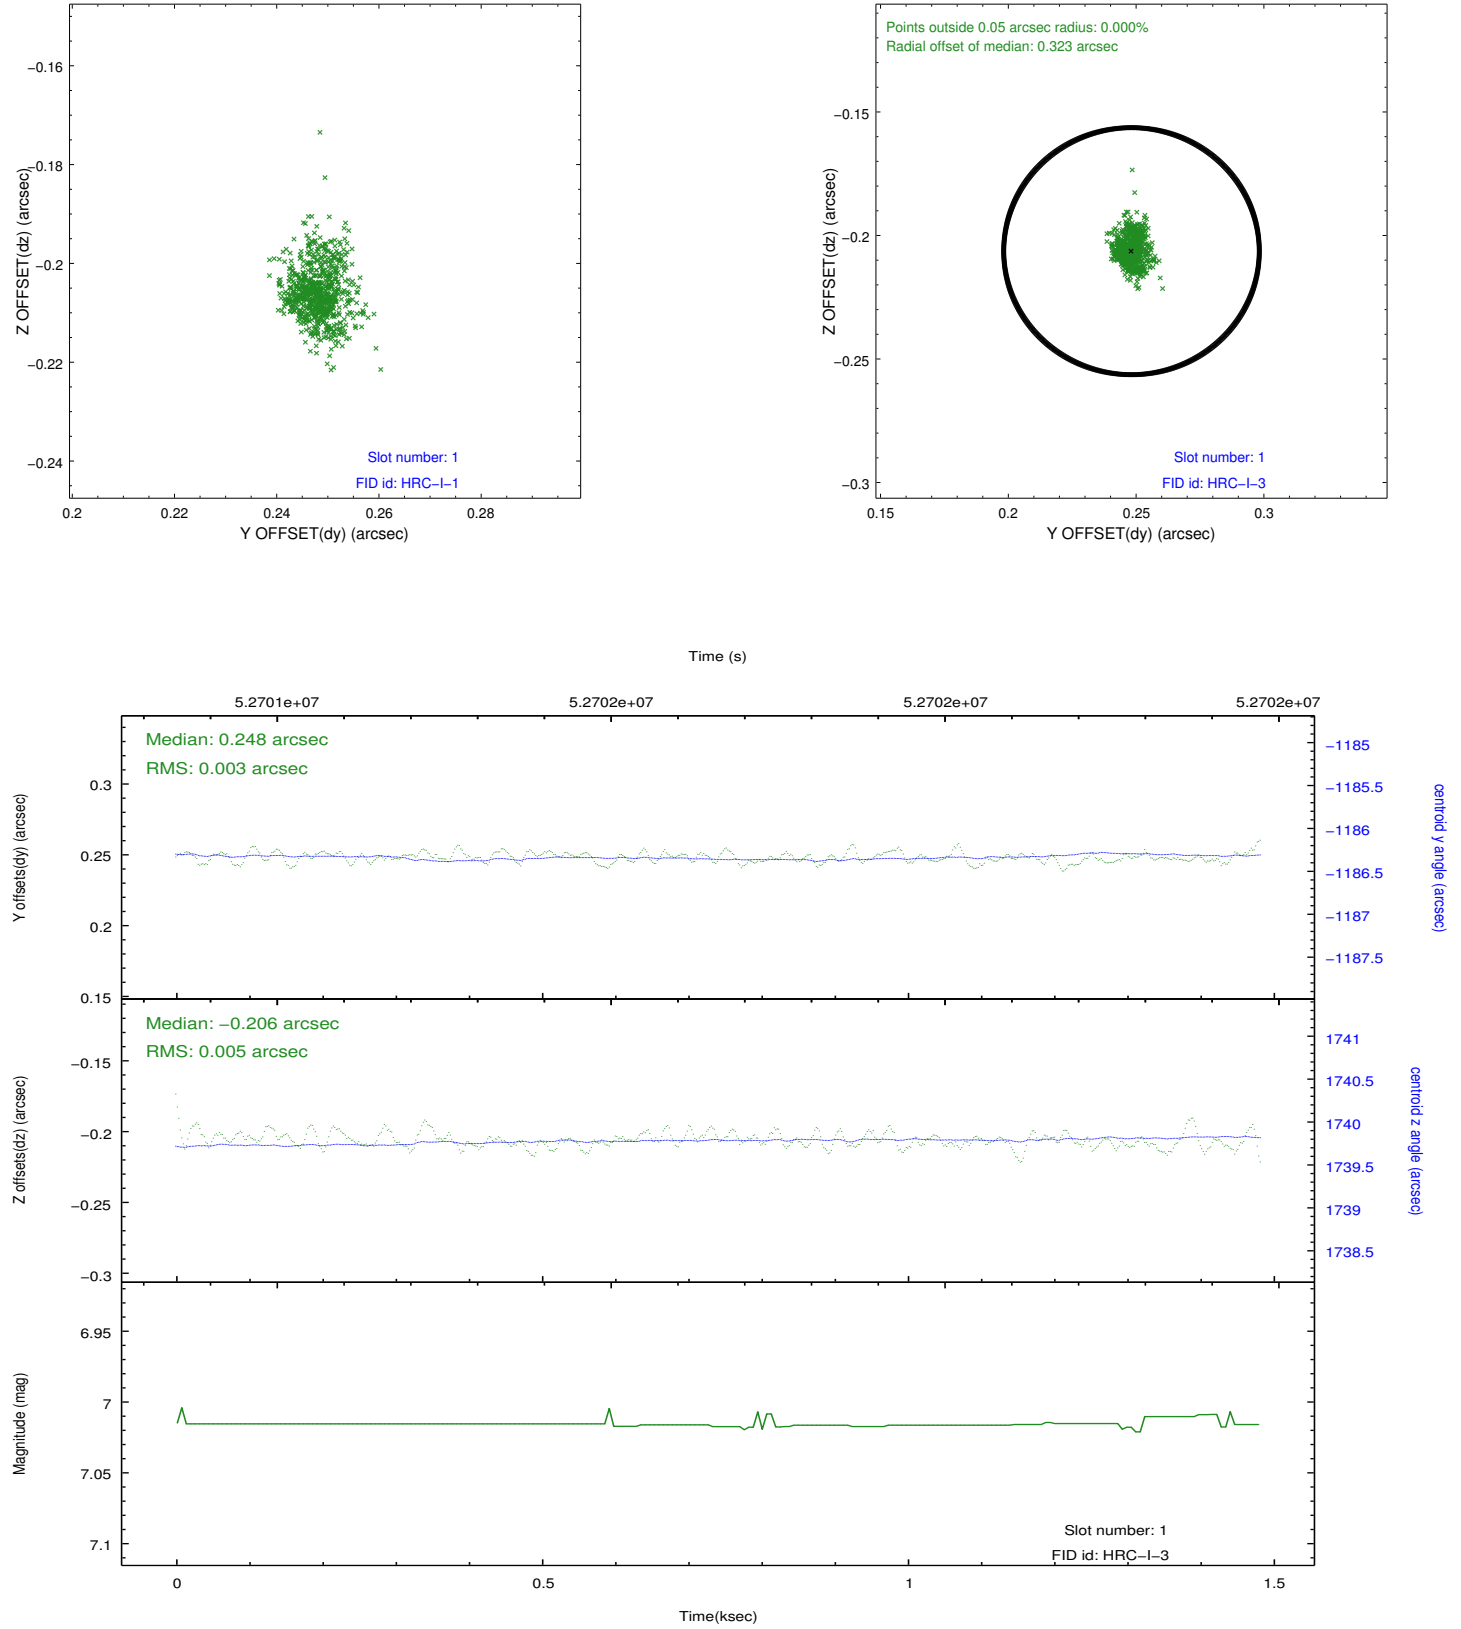 −0.16
−0.18
−0.2
−0.22
−0.24
Z OFFSET(dz) (arcsec)
Slot number: 1
FID id: HRC−I−1
0.2 0.22 0.24 0.26 0.28
Y OFFSET(dy) (arcsec)
Points outside 0.05 arcsec radius: 0.000%
Radial offset of median: 0.323 arcsec
−0.15
−0.2
−0.25
−0.3
Z OFFSET(dz) (arcsec)
Slot number: 1
FID id: HRC−I−3
0.15 0.2 0.25 0.3
Y OFFSET(dy) (arcsec)
Time (s)
5.2701e+07 5.2702e+07 5.2702e+07 5.2702e+07
Median: 0.248 arcsec
RMS: 0.003 arcsec
0.3
0.25
0.2
0.15
Y offsets(dy) (arcsec)
−1185
−1185.5
−1186
−1186.5
−1187
−1187.5
centroid y angle (arcsec)
Median: −0.206 arcsec
RMS: 0.005 arcsec
−0.15
−0.2
−0.25
−0.3
Z offsets(dz) (arcsec)
1741
1740.5
1740
1739.5
1739
1738.5
centroid z angle (arcsec)
6.95
7
7.05
7.1
Magnitude (mag)
Slot number: 1
FID id: HRC−I−3
0 0.5 1 1.5
Time(ksec)